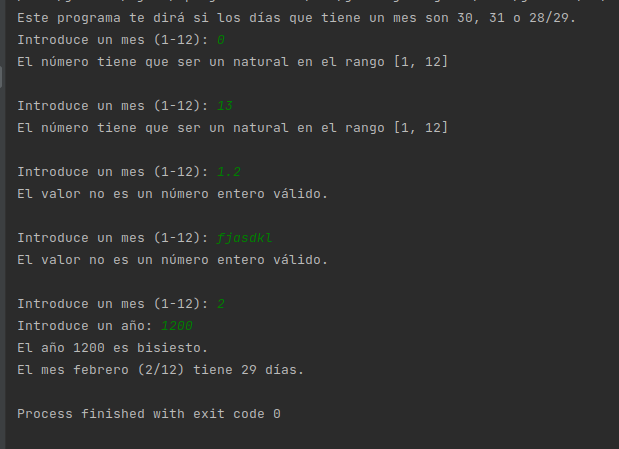 Este programa te dirá si los días que tiene un mes son 30, 31 o 28/29.
Introduce un mes (1-12): 0
El número tiene que ser un natural en el rango [1, 12]
Introduce un mes (1-12): 13
El número tiene que ser un natural en el rango [1, 12]
Introduce un mes (1-12): 1.2
El valor no es un número entero válido.
Introduce un mes (1-12): fjasdkl
El valor no es un número entero válido.
Introduce un mes (1-12): 2
Introduce un año: 1200
El año 1200 es bisiesto.
El mes febrero (2/12) tiene 29 días.
Process finished with exit code 0